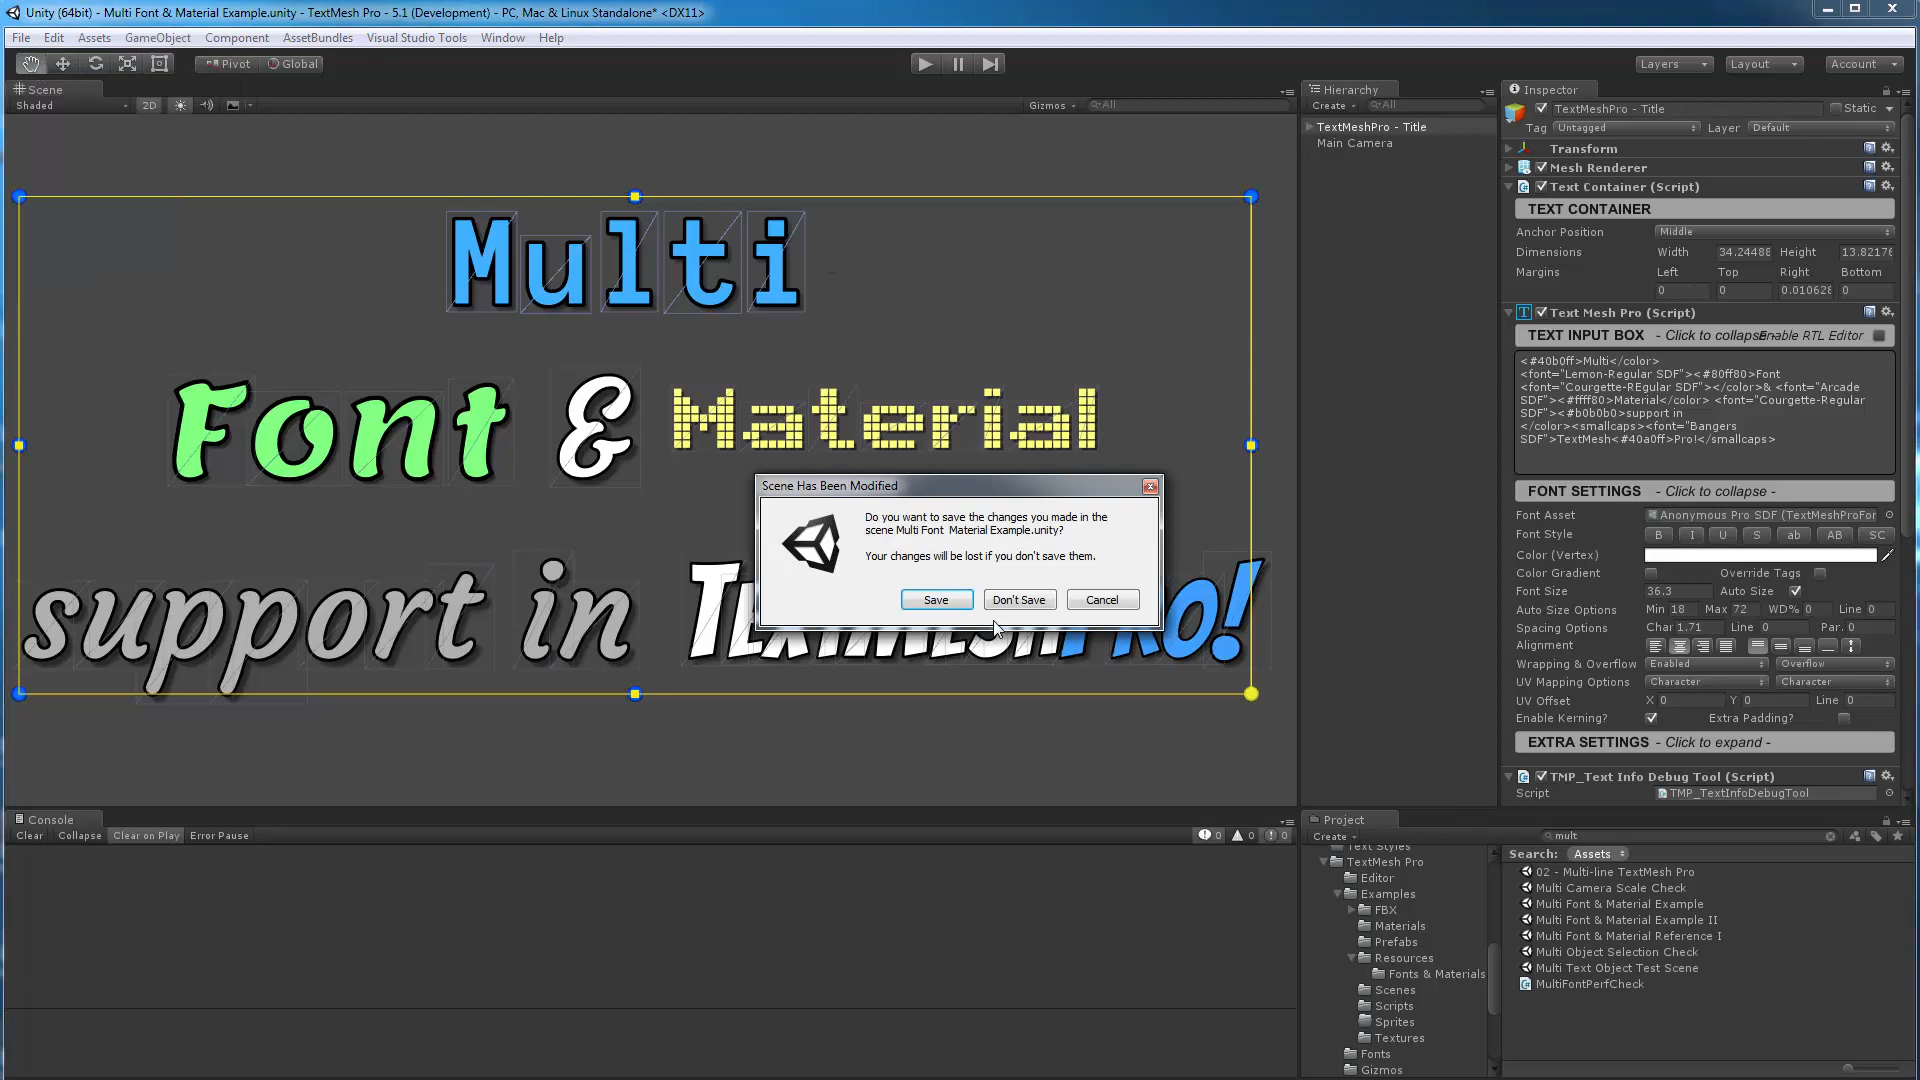 Unity (64bit) - Multi Font & Material Example.unity - TextMesh Pro - 5.1 (Development) - PC, Mac & Linux Standalone* <DX11>
File Edit Assets GameObject Component AssetBundles Visual Studio Tools Window Help
Pivot Global
Layers Layout Account
Scene
Shaded 2D Gizmos All
Multi
Font & Material
support in TextMeshPro!
Scene Has Been Modified
Do you want to save the changes you made in the
scene Multi Font  Material Example.unity?
Your changes will be lost if you don't save them.
Save Don't Save Cancel
Hierarchy
Create All
TextMeshPro - Title
Main Camera
Inspector
TextMeshPro - Title Static
Tag Untagged Layer Default
Transform
Mesh Renderer
Text Container (Script)
TEXT CONTAINER
Anchor Position Middle
Dimensions Width 34.24488 Height 13.82176
Margins Left Top Right Bottom
0 0 0.010628 0
Text Mesh Pro (Script)
TEXT INPUT BOX - Click to collapse - Enable RTL Editor
<#40b0ff>Multi</color>
<font="Lemon-Regular SDF"><#80ff80>Font
<font="Courgette-REgular SDF"></color>& <font="Arcade
SDF"><#ffff80>Material</color> <font="Courgette-Regular
SDF"><#b0b0b0>support in
</color><smallcaps><font="Bangers
SDF">TextMesh<#40a0ff>Pro!</smallcaps>
FONT SETTINGS - Click to collapse -
Font Asset Anonymous Pro SDF (TextMeshProFor
Font Style B I U S ab AB SC
Color (Vertex)
Color Gradient Override Tags
Font Size 36.3 Auto Size
Auto Size Options Min 18 Max 72 WD% 0 Line 0
Spacing Options Char 1.71 Line 0 Par. 0
Alignment
Wrapping & Overflow Enabled Overflow
UV Mapping Options Character Character
UV Offset X 0 Y 0 Line 0
Enable Kerning? Extra Padding?
EXTRA SETTINGS - Click to expand -
TMP_Text Info Debug Tool (Script)
Script TMP_TextInfoDebugTool
Console
Clear Collapse Clear on Play Error Pause 0 0 0
Project
Create mult
Text Styles
TextMesh Pro
Editor
Examples
FBX
Materials
Prefabs
Resources
Fonts & Materials
Scenes
Scripts
Sprites
Textures
Fonts
Gizmos
Search: Assets
02 - Multi-line TextMesh Pro
Multi Camera Scale Check
Multi Font & Material Example
Multi Font & Material Example II
Multi Font & Material Reference I
Multi Object Selection Check
Multi Text Object Test Scene
MultiFontPerfCheck